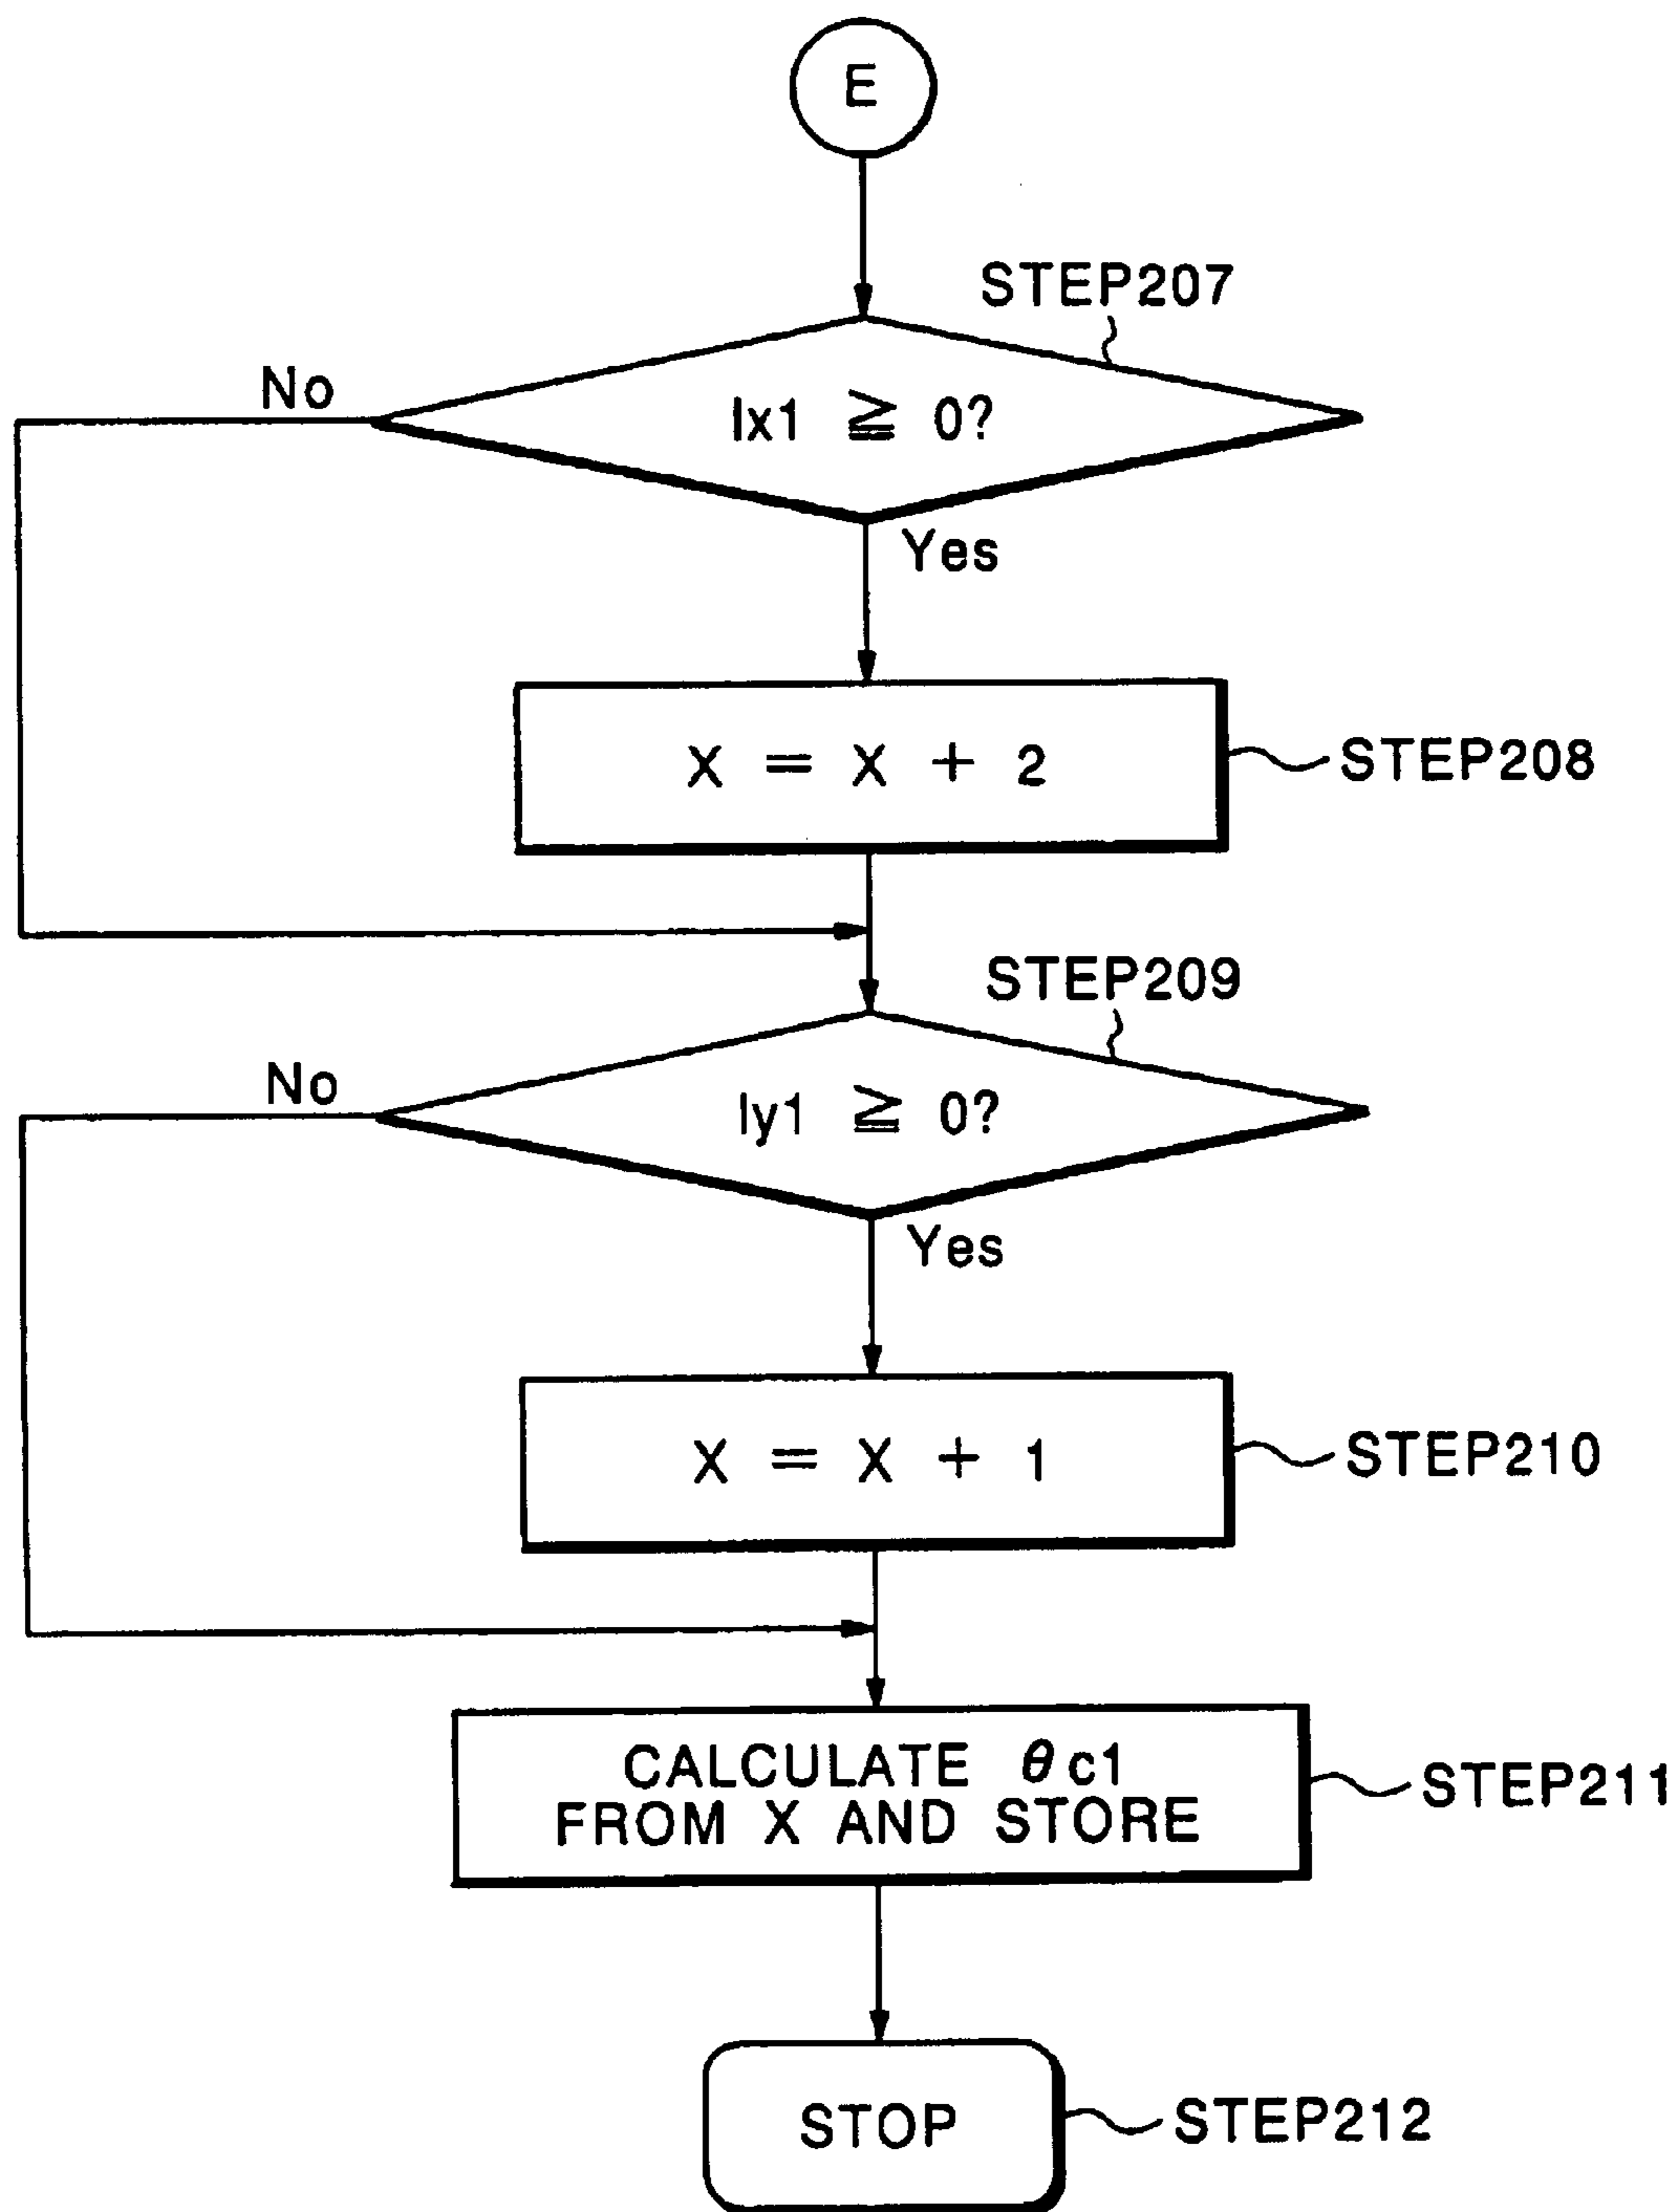 E
STEP207
No
Ix1 ≧ 0?
Yes
X = X + 2
STEP208
STEP209
No
Iy1 ≧ 0?
Yes
X = X + 1
STEP210
CALCULATE θc1
FROM X AND STORE
STEP211
STOP
STEP212